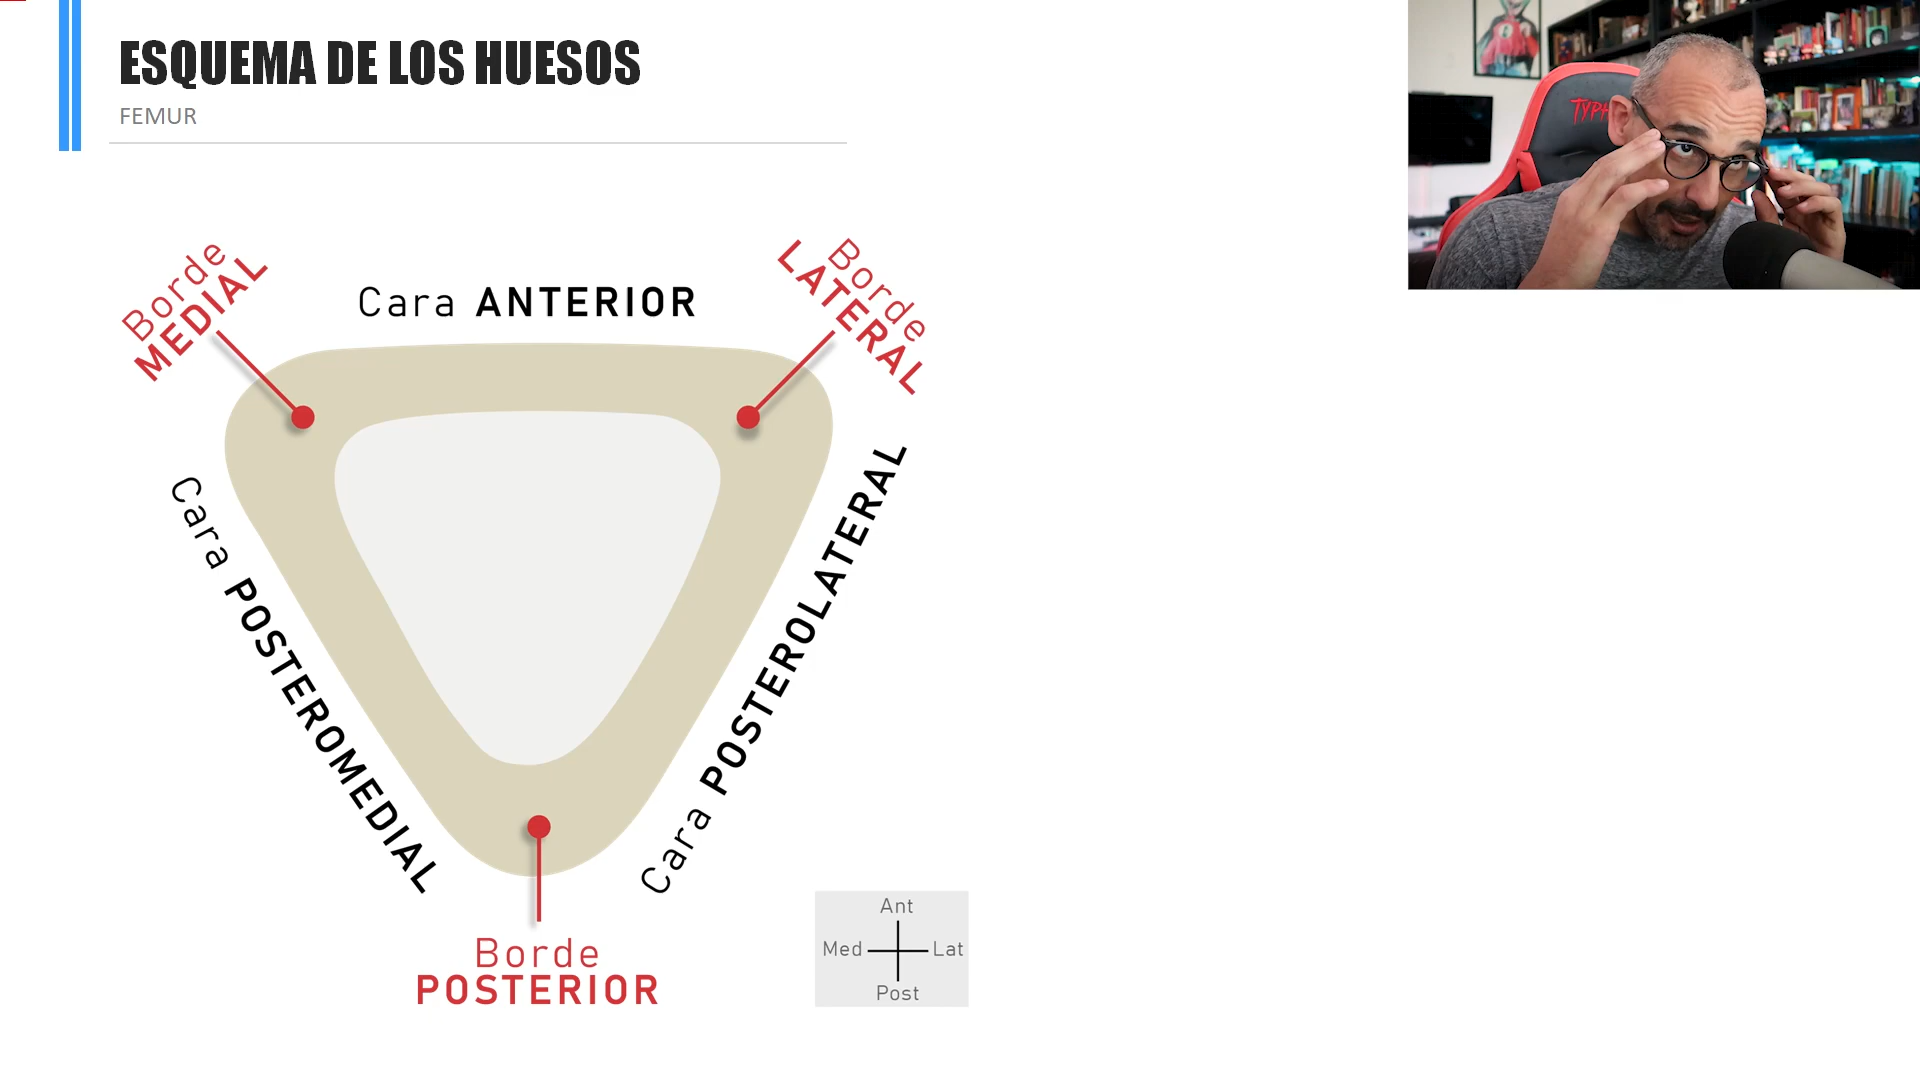 ESQUEMA DE LOS HUESOS
FEMUR
Borde
MEDIAL
Cara ANTERIOR
Borde
LATERAL
Cara POSTEROMEDIAL
Cara POSTEROLATERAL
Borde
POSTERIOR
Ant
Med Lat
Post